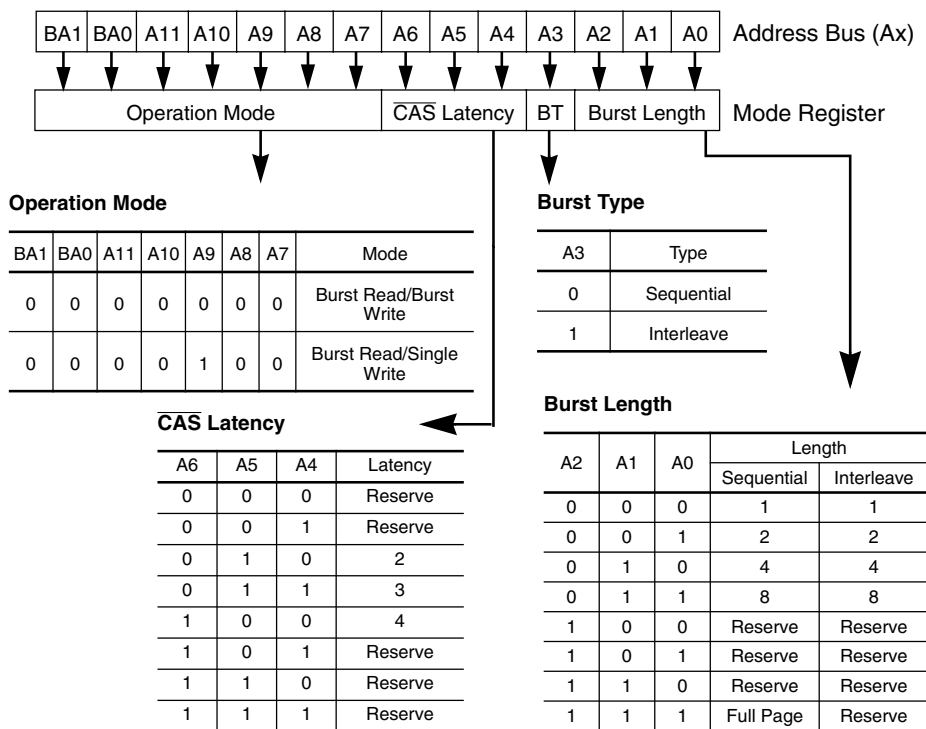 BA1 BA0 A11 A10 A9 A8 A7 A6 A5 A4 A3 A2 A1 A0 Address Bus (Ax)
Operation Mode CAS Latency BT Burst Length Mode Register
Operation Mode
BA1 BA0 A11 A10 A9 A8 A7 Mode
0 0 0 0 0 0 0 Burst Read/Burst
Write
0 0 0 0 1 0 0 Burst Read/Single
Write
Burst Type
A3 Type
0 Sequential
1 Interleave
CAS Latency
A6 A5 A4 Latency
0 0 0 Reserve
0 0 1 Reserve
0 1 0 2
0 1 1 3
1 0 0 4
1 0 1 Reserve
1 1 0 Reserve
1 1 1 Reserve
Burst Length
A2 A1 A0 Length
Sequential Interleave
0 0 0 1 1
0 0 1 2 2
0 1 0 4 4
0 1 1 8 8
1 0 0 Reserve Reserve
1 0 1 Reserve Reserve
1 1 0 Reserve Reserve
1 1 1 Full Page Reserve